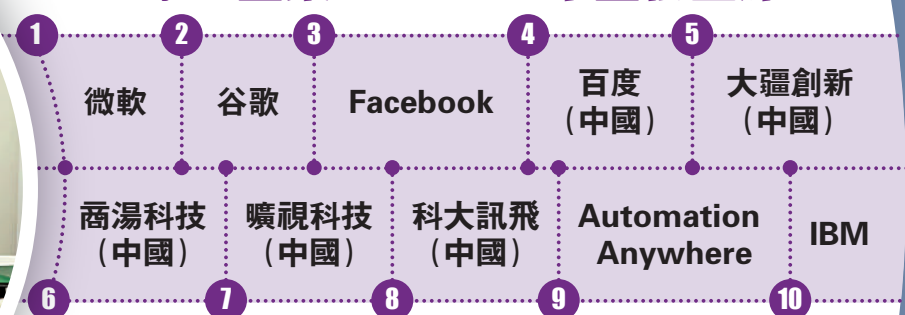 1 2 3 4 5
微軟 谷歌 Facebook 百度 大疆創新
(中國) (中國)
商湯科技 曠視科技 科大訊飛 Automation IBM
(中國) (中國) (中國) Anywhere
6 7 8 9 10